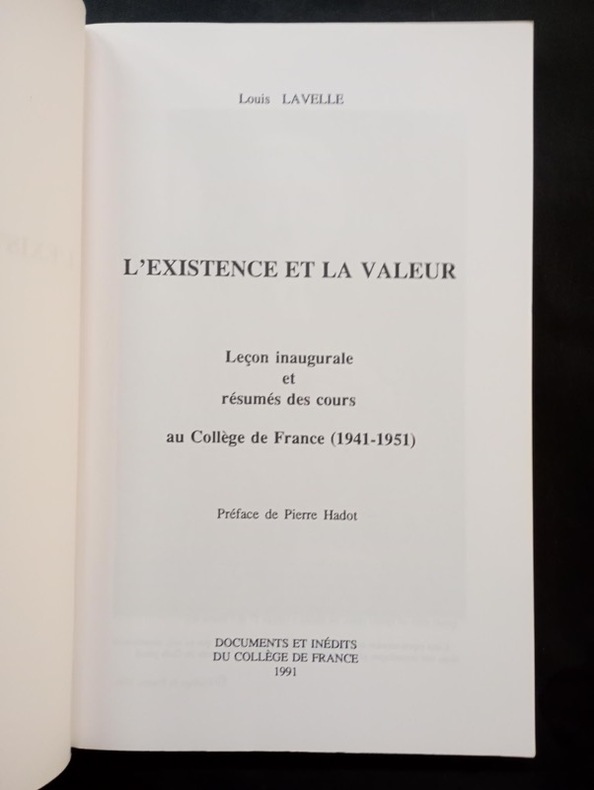 Louis LAVELLE
L'EXISTENCE ET LA VALEUR
Leçon inaugurale
et
résumés des cours
au Collège de France (1941-1951)
Préface de Pierre Hadot
DOCUMENTS ET INÉDITS
DU COLLÈGE DE FRANCE
1991